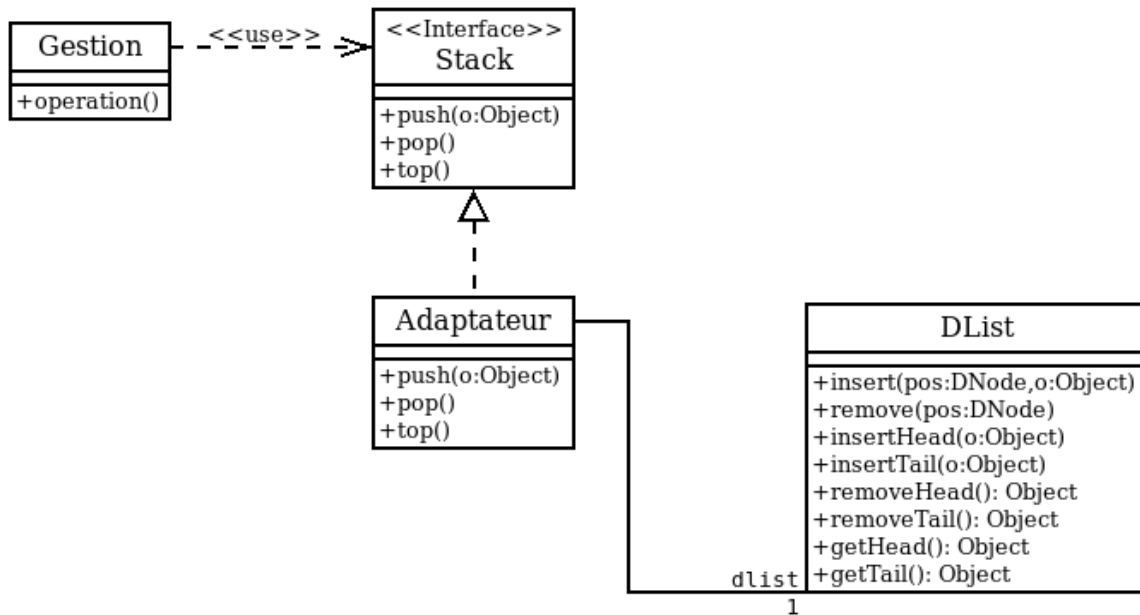 Gestion
+operation()
<<use>>
<<Interface>>
Stack
+push(o:Object)
+pop()
+top()
Adaptateur
+push(o:Object)
+pop()
+top()
DList
+insert(pos:DNode,o:Object)
+remove(pos:DNode)
+insertHead(o:Object)
+insertTail(o:Object)
+removeHead(): Object
+removeTail(): Object
+getHead(): Object
+getTail(): Object
dlist
1